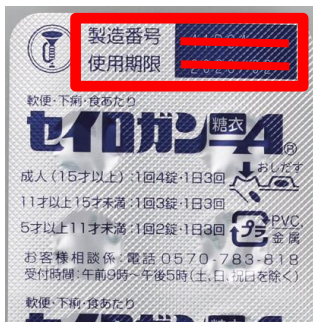 製造番号
使用期限
軟便・下痢・食あたり
セイロガン糖衣A®
成人(15才以上):1回4錠・1日3回
おしだす
11才以上15才未満:1回3錠・1日3回
5才以上11才未満:1回2錠・1日3回
プラ
PVC,
金属
お客様相談係:電話0570-783-818
受付時間:午前9時〜午後5時(土、日、祝日を除く)
軟便・下痢・食あたり